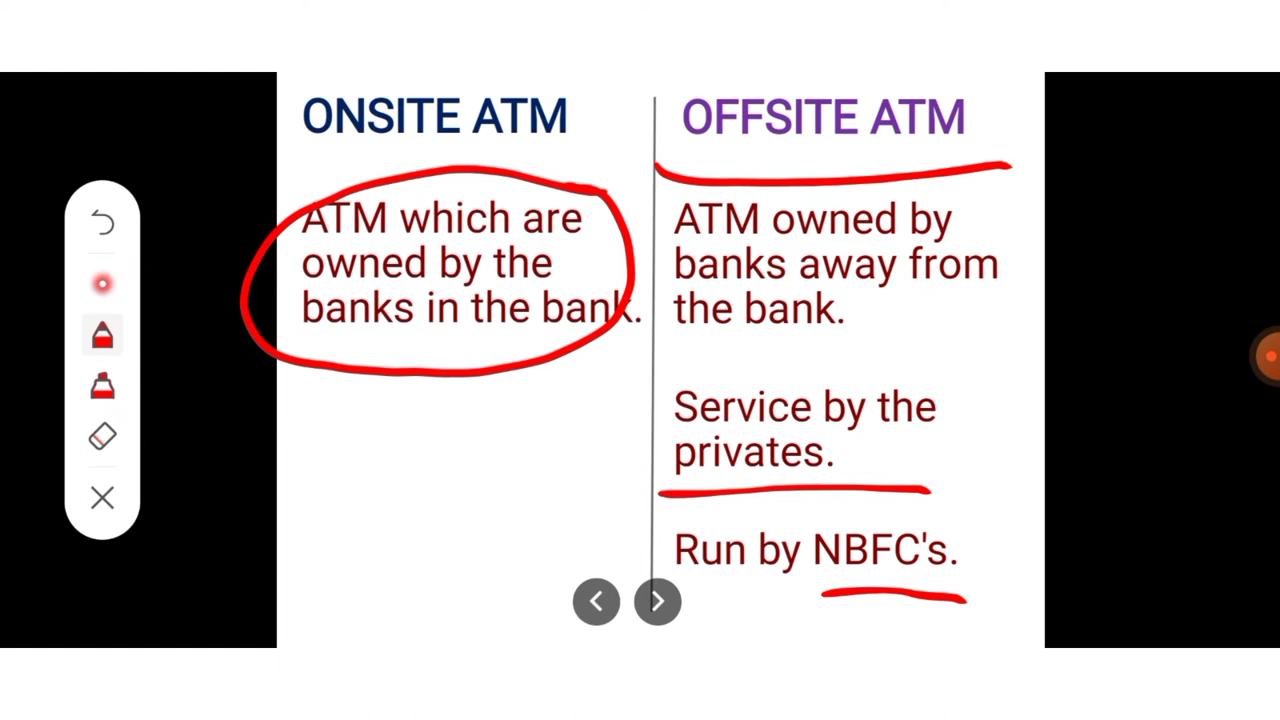 ONSITE ATM
ATM which are
owned by the
banks in the bank.
OFFSITE ATM
ATM owned by
banks away from
the bank.
Service by the
privates.
Run by NBFC's.